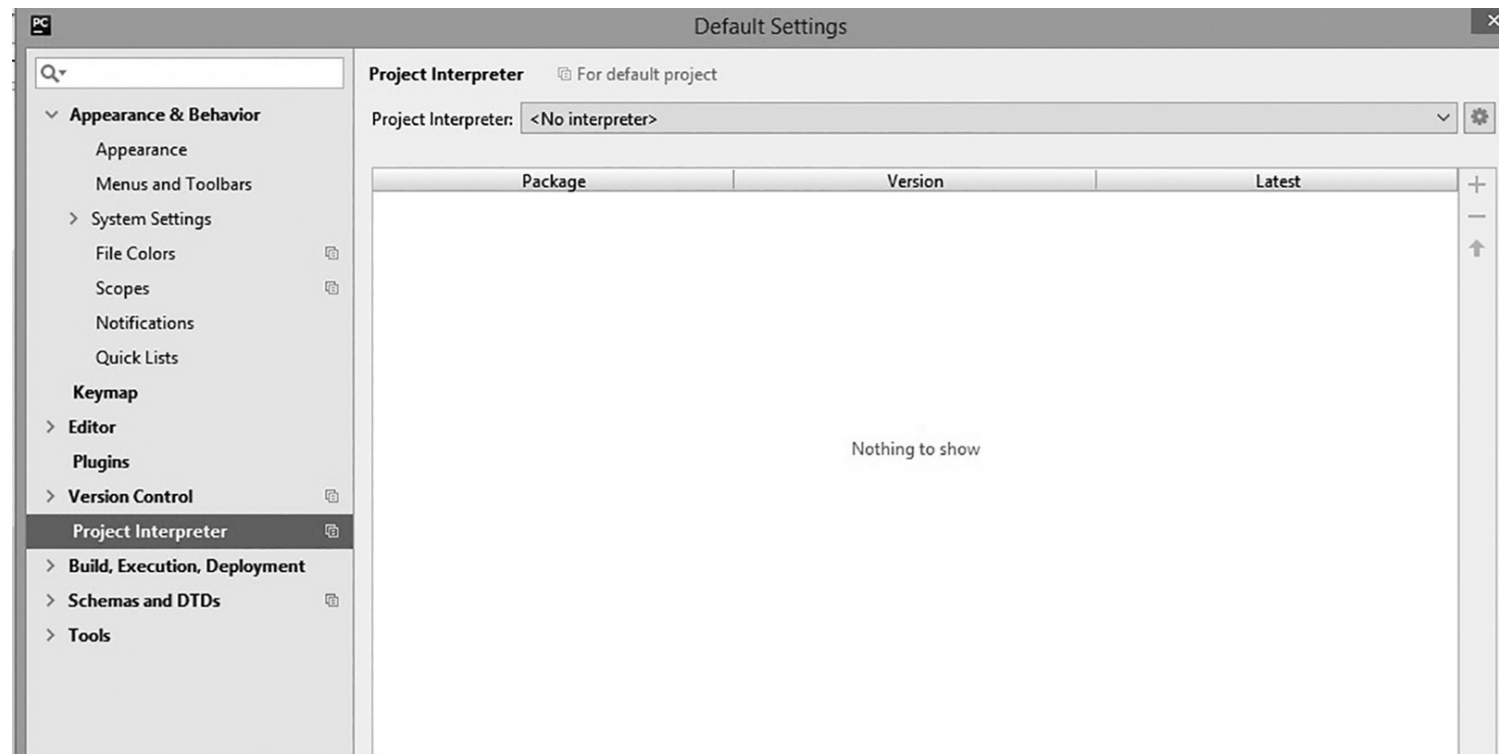 PC
Default Settings
Project Interpreter For default project
Project Interpreter: <No interpreter>
Package Version Latest
Nothing to show
Appearance & Behavior
Appearance
Menus and Toolbars
System Settings
File Colors
Scopes
Notifications
Quick Lists
Keymap
Editor
Plugins
Version Control
Project Interpreter
Build, Execution, Deployment
Schemas and DTDs
Tools